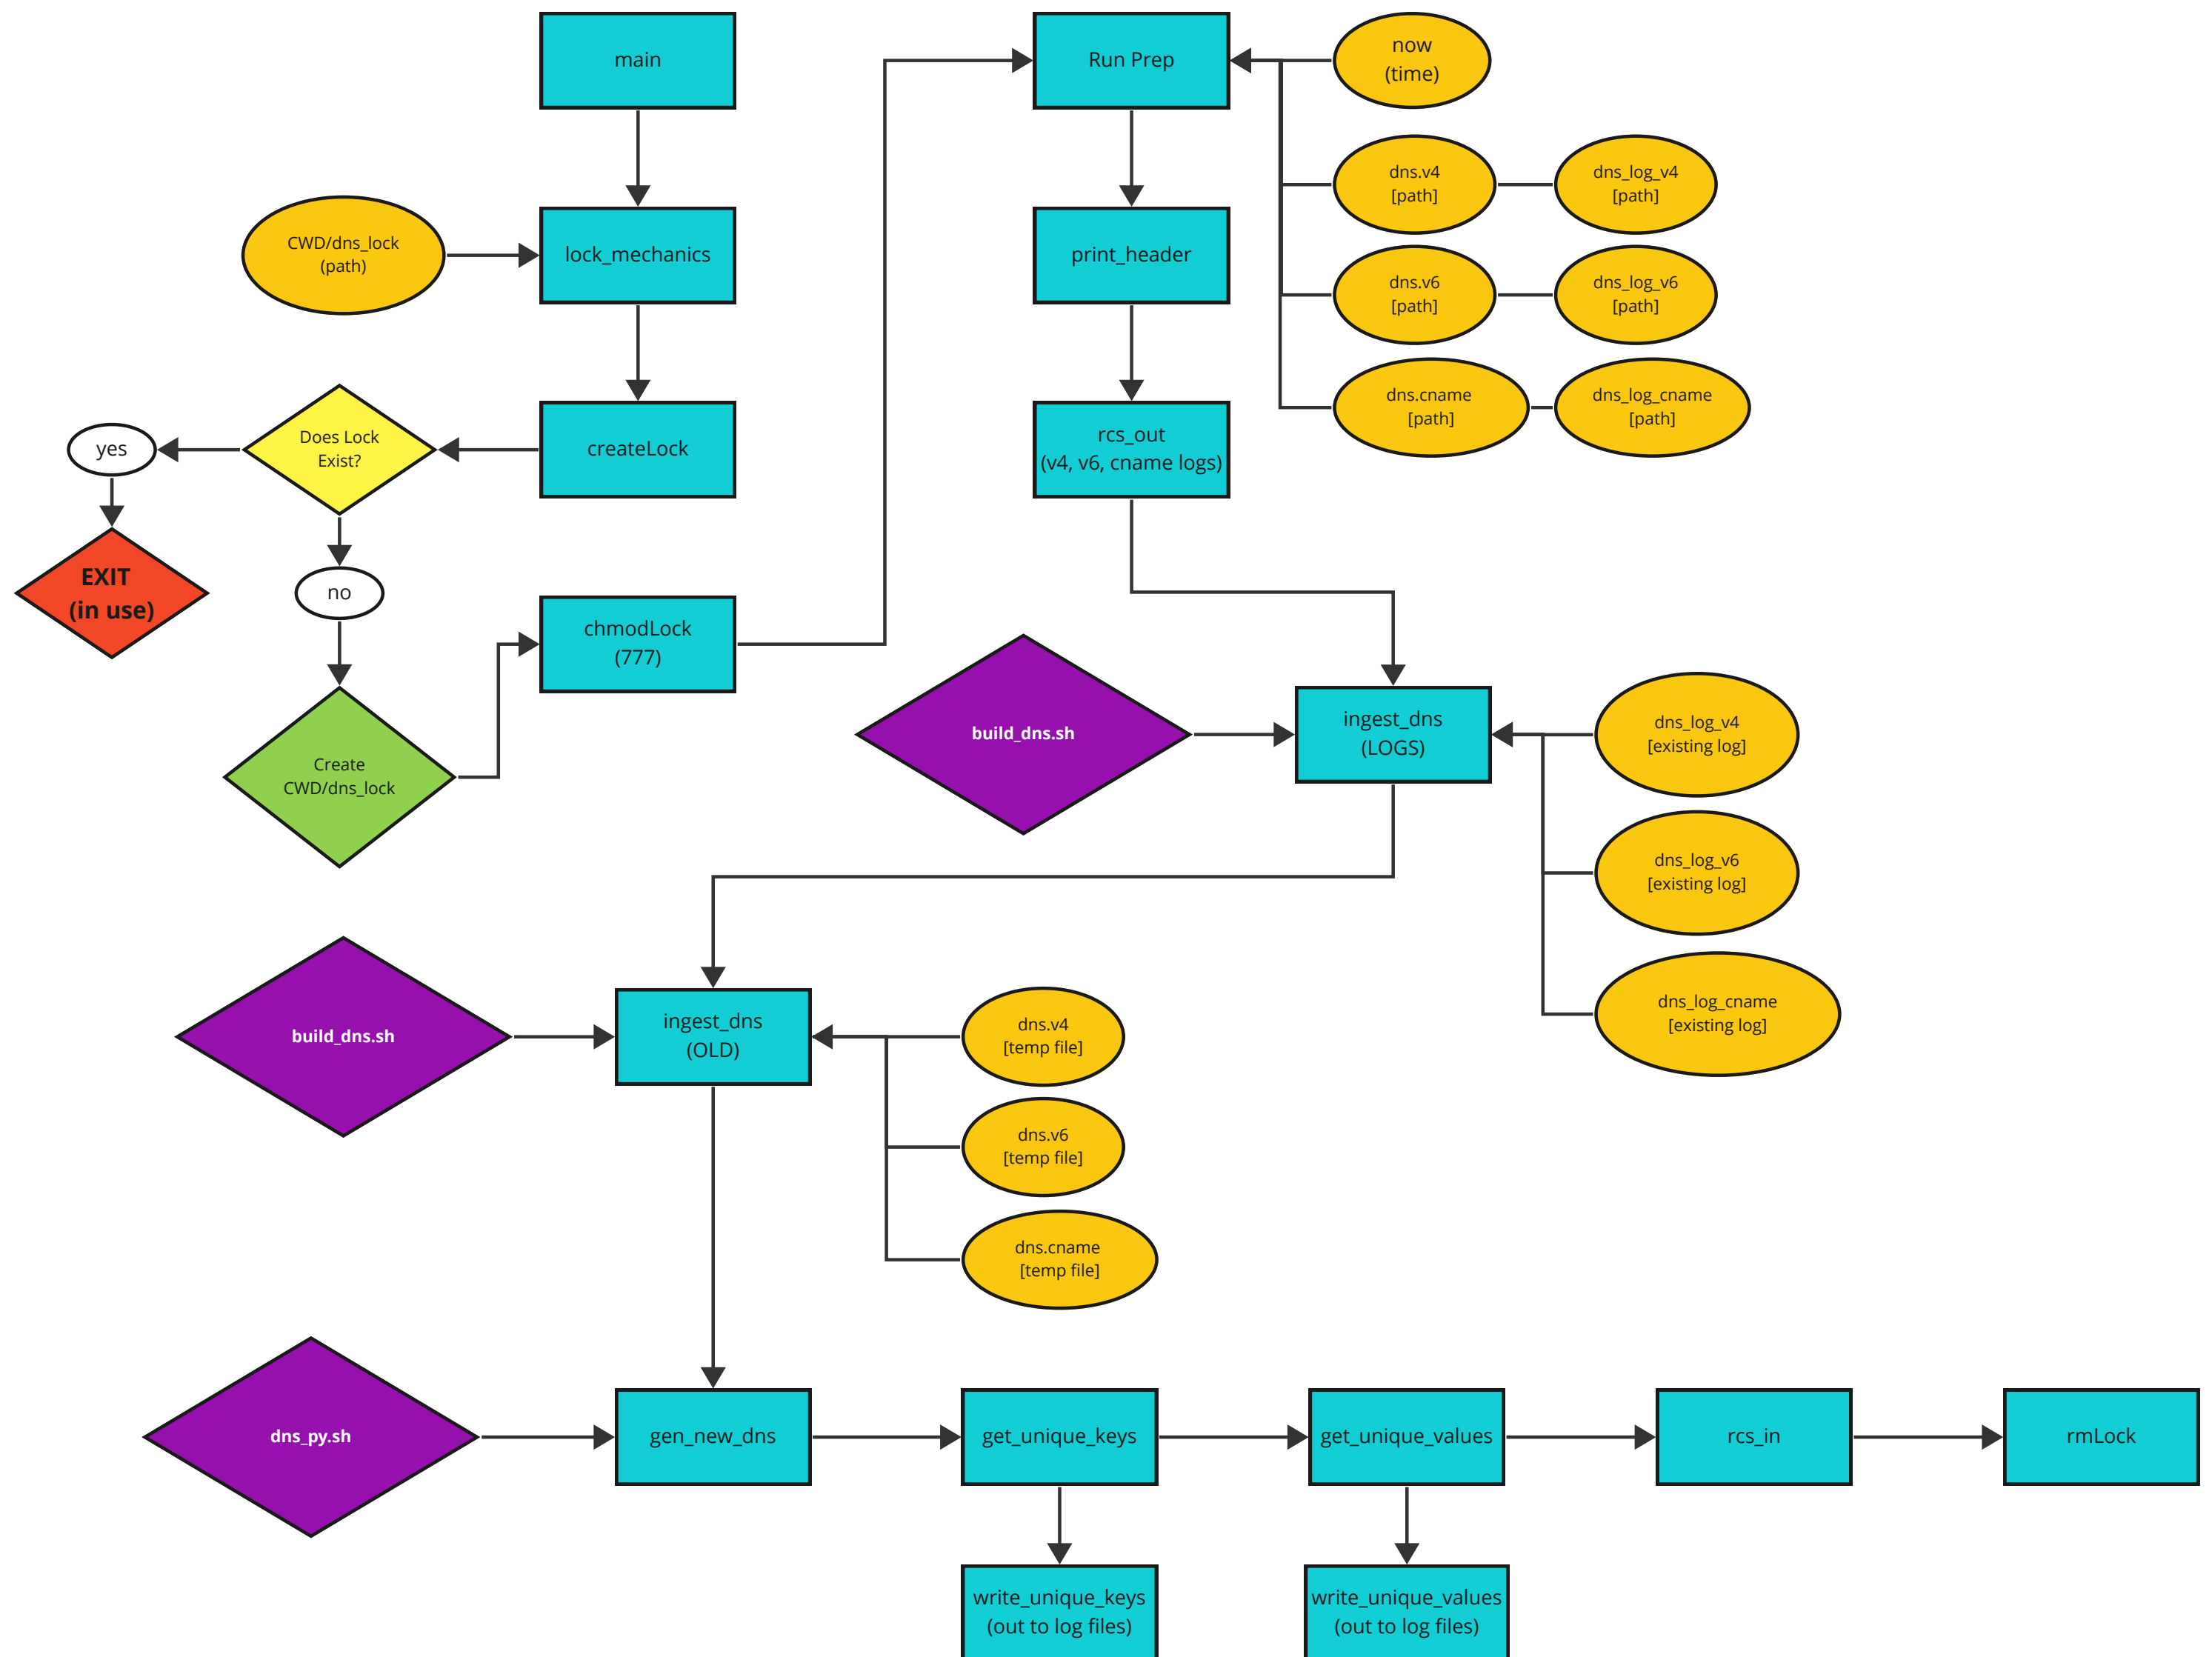 main
Run Prep
now
(time)
dns.v4
[path]
dns_log_v4
[path]
CWD/dns_lock
(path)
lock_mechanics
print_header
dns.v6
[path]
dns_log_v6
[path]
dns.cname
[path]
dns_log_cname
[path]
yes
Does Lock
Exist?
createLock
rcs_out
(v4, v6, cname logs)
EXIT
(in use)
no
chmodLock
(777)
Create
CWD/dns_lock
build_dns.sh
ingest_dns
(LOGS)
dns_log_v4
[existing log]
dns_log_v6
[existing log]
dns_log_cname
[existing log]
build_dns.sh
ingest_dns
(OLD)
dns.v4
[temp file]
dns.v6
[temp file]
dns.cname
[temp file]
dns_py.sh
gen_new_dns
get_unique_keys
get_unique_values
rcs_in
rmLock
write_unique_keys
(out to log files)
write_unique_values
(out to log files)